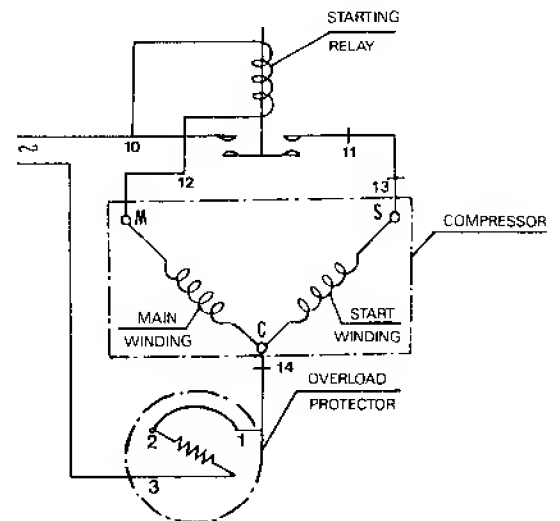 STARTING
RELAY
10
11
12
13
M
S
COMPRESSOR
MAIN
WINDING
C
START
WINDING
14
OVERLOAD
PROTECTOR
2
1
3